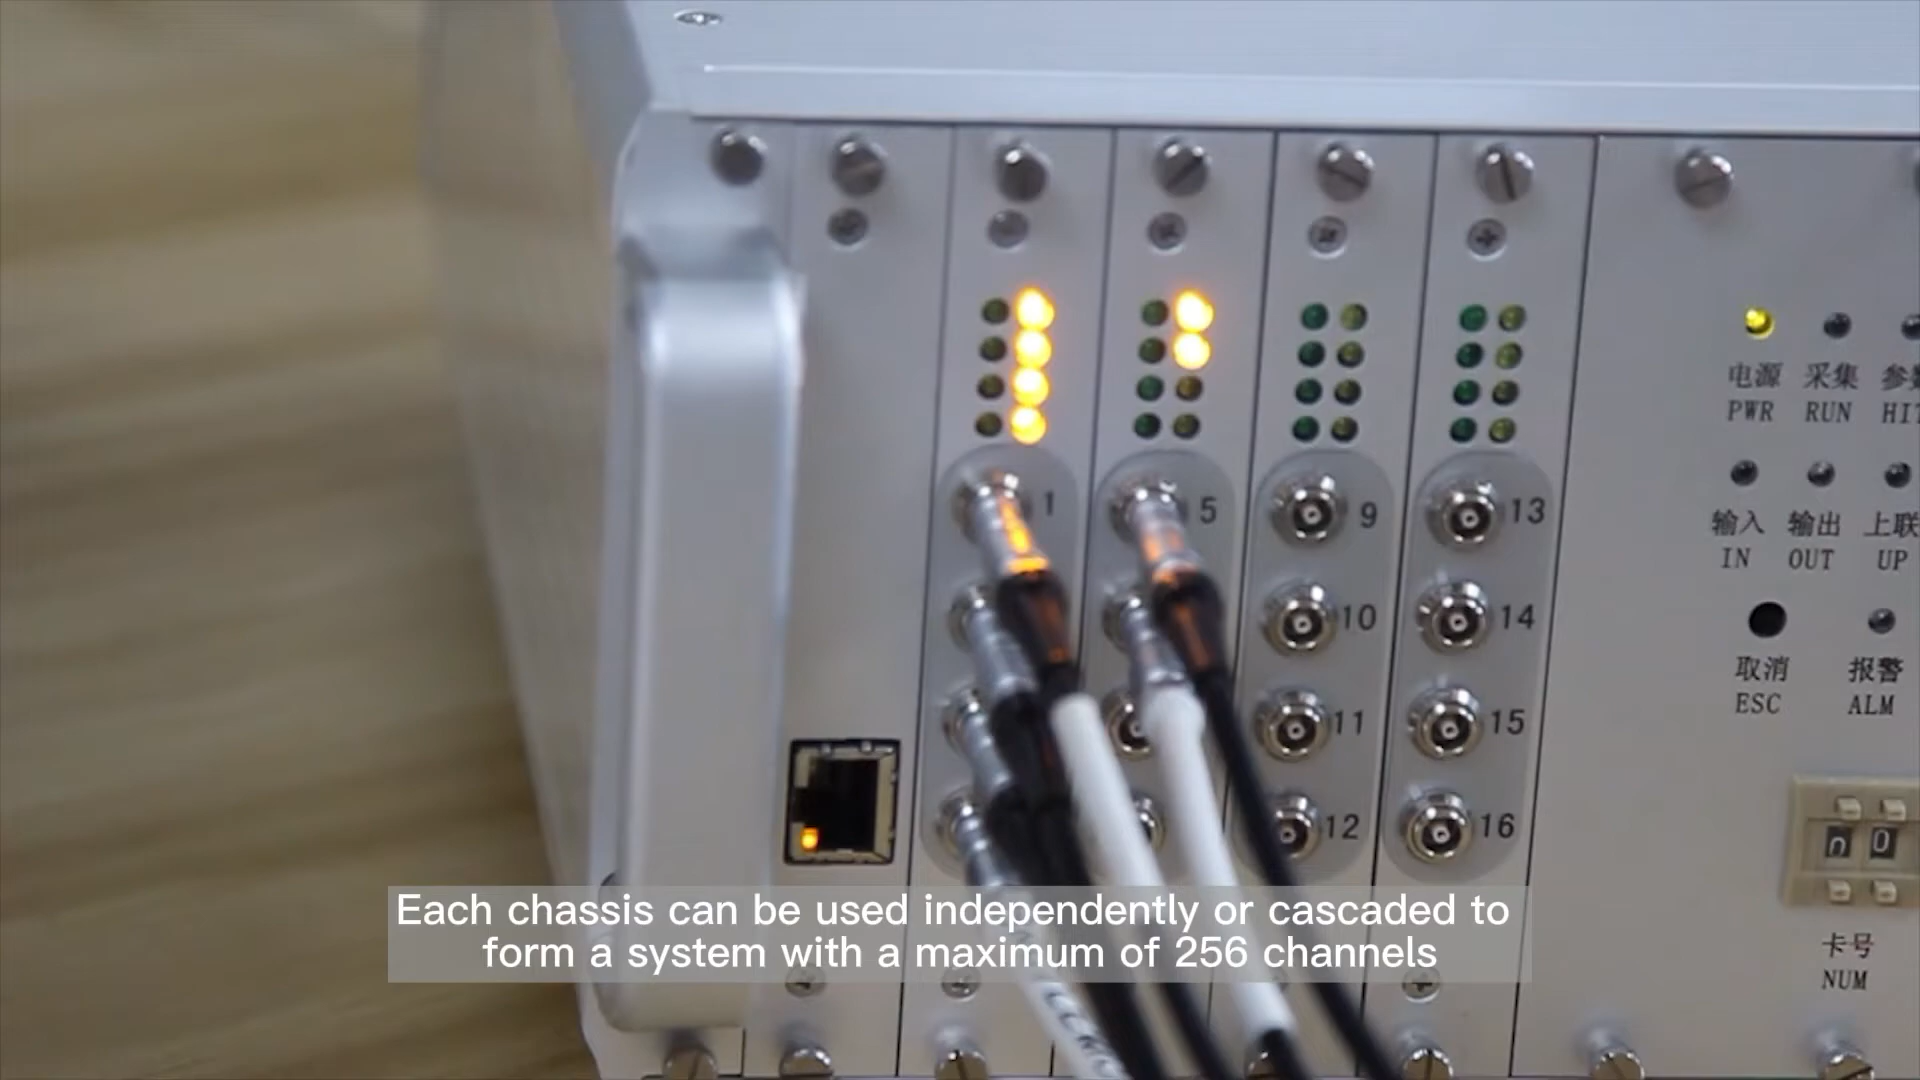 电源 采集
PWR RUN
输入 输出 上联
IN OUT UP
取消 报警
ESC ALM
1 5 9 13
10 14
11 15
12 16
n 0
卡号
NUM
Each chassis can be used independently or cascaded to
form a system with a maximum of 256 channels